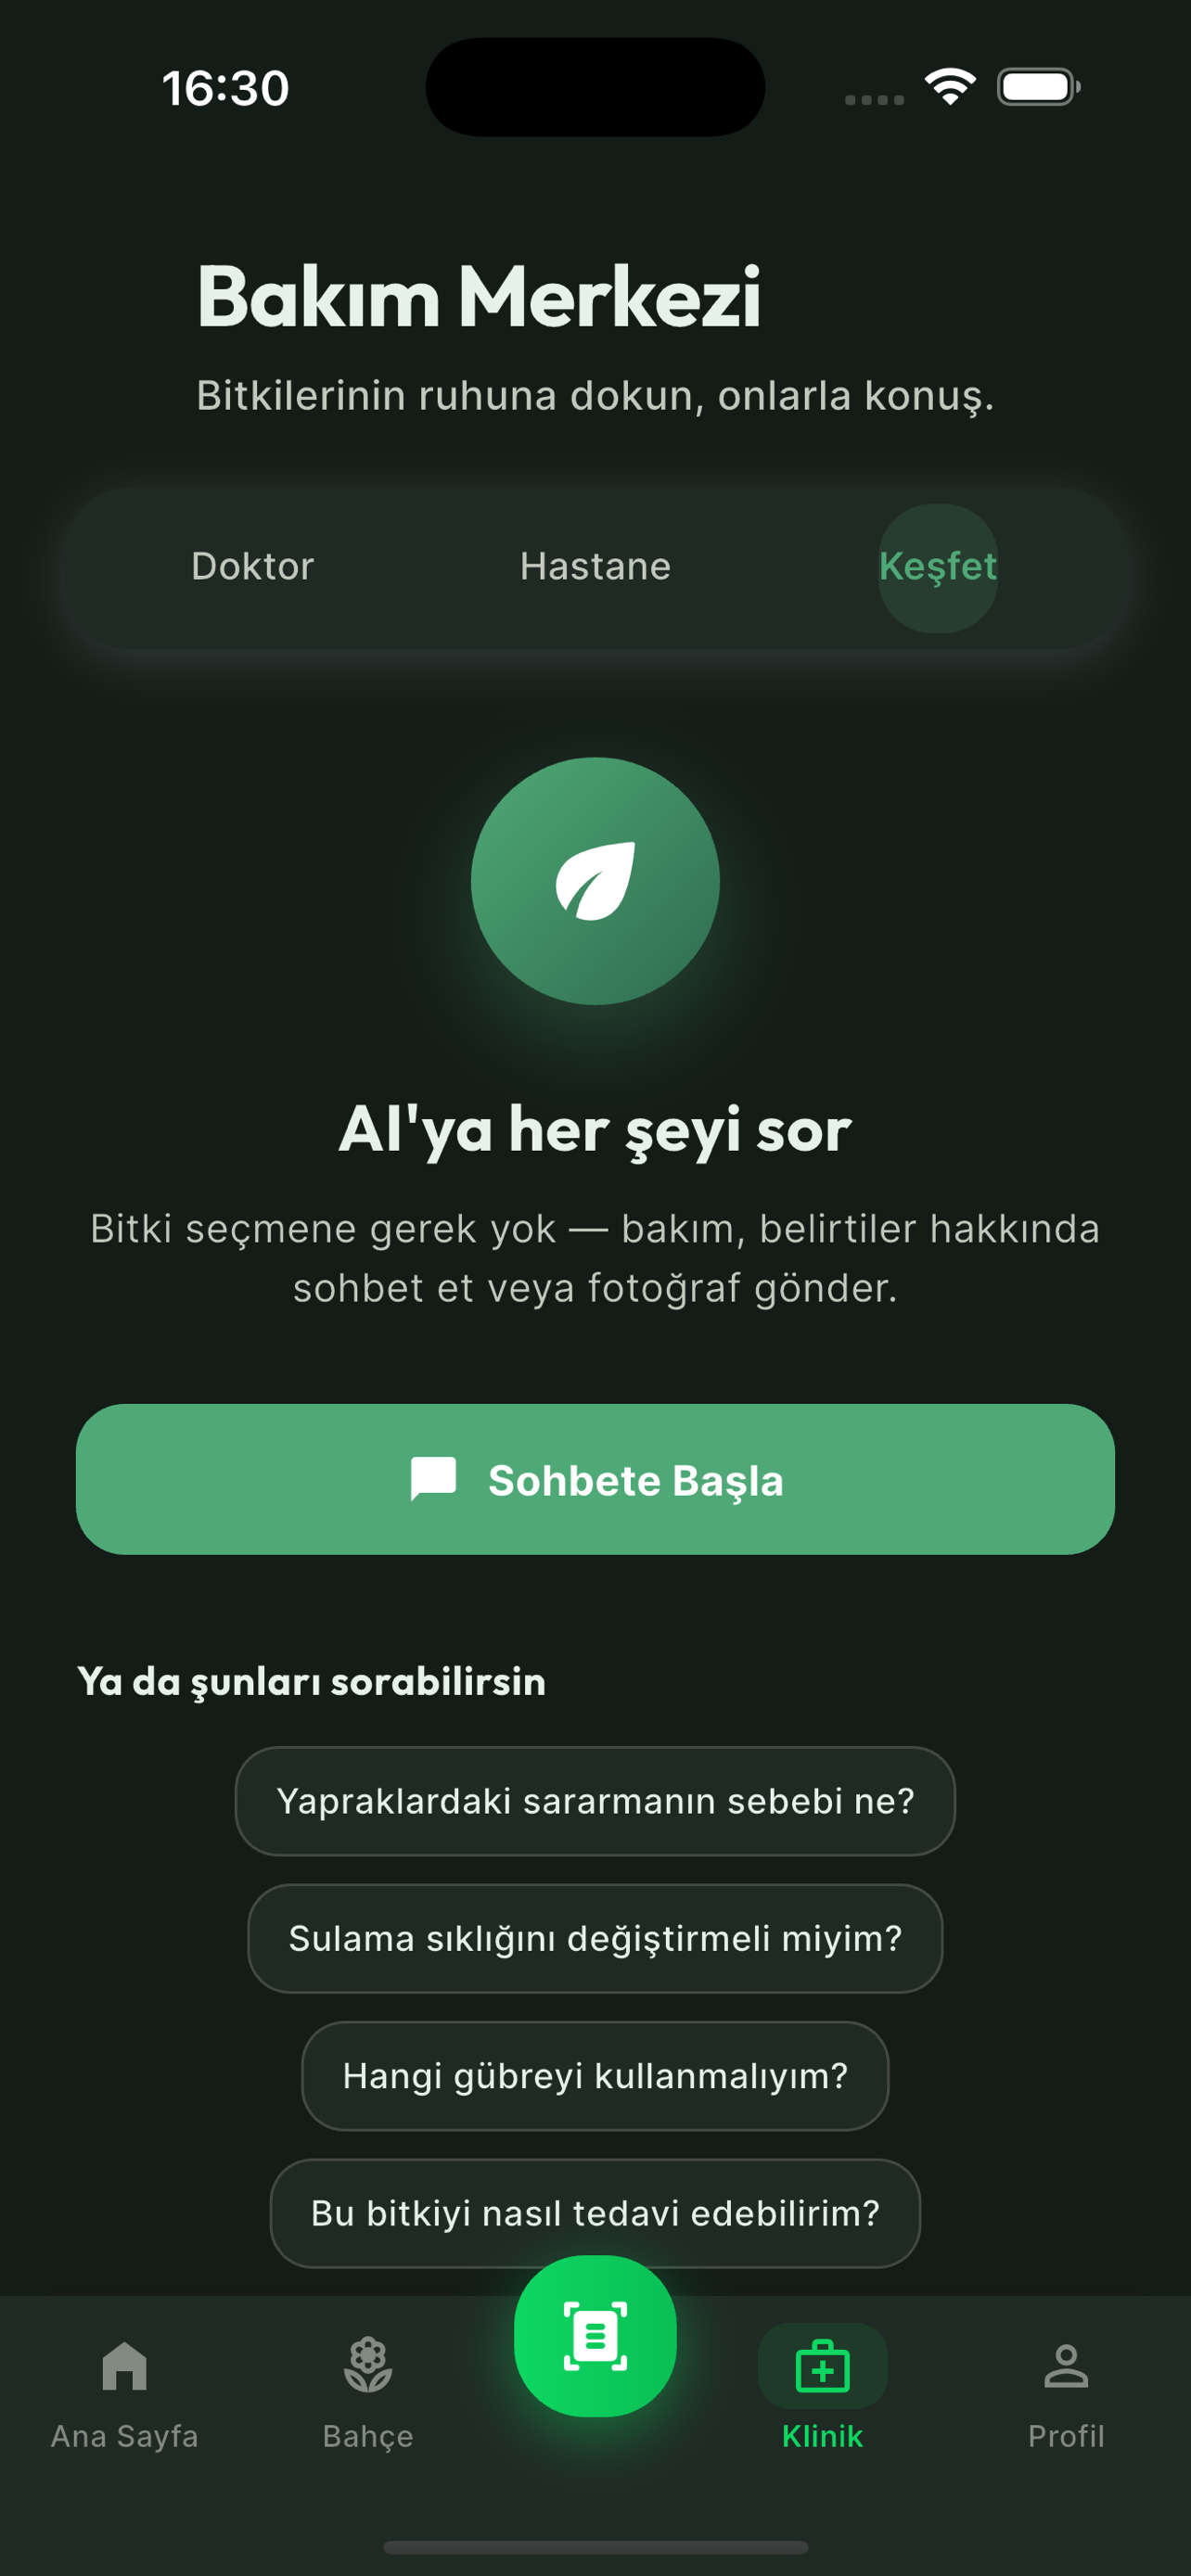 16:30
Bakım Merkezi
Bitkilerinin ruhuna dokun, onlarla konuş.
Doktor
Hastane
Keşfet
AI'ya her şeyi sor
Bitki seçmene gerek yok — bakım, belirtiler hakkında
sohbet et veya fotoğraf gönder.
Sohbete Başla
Ya da şunları sorabilirsin
Yapraklardaki sararmanın sebebi ne?
Sulama sıklığını değiştirmeli miyim?
Hangi gübreyi kullanmalıyım?
Bu bitkiyi nasıl tedavi edebilirim?
Ana Sayfa
Bahçe
Klinik
Profil